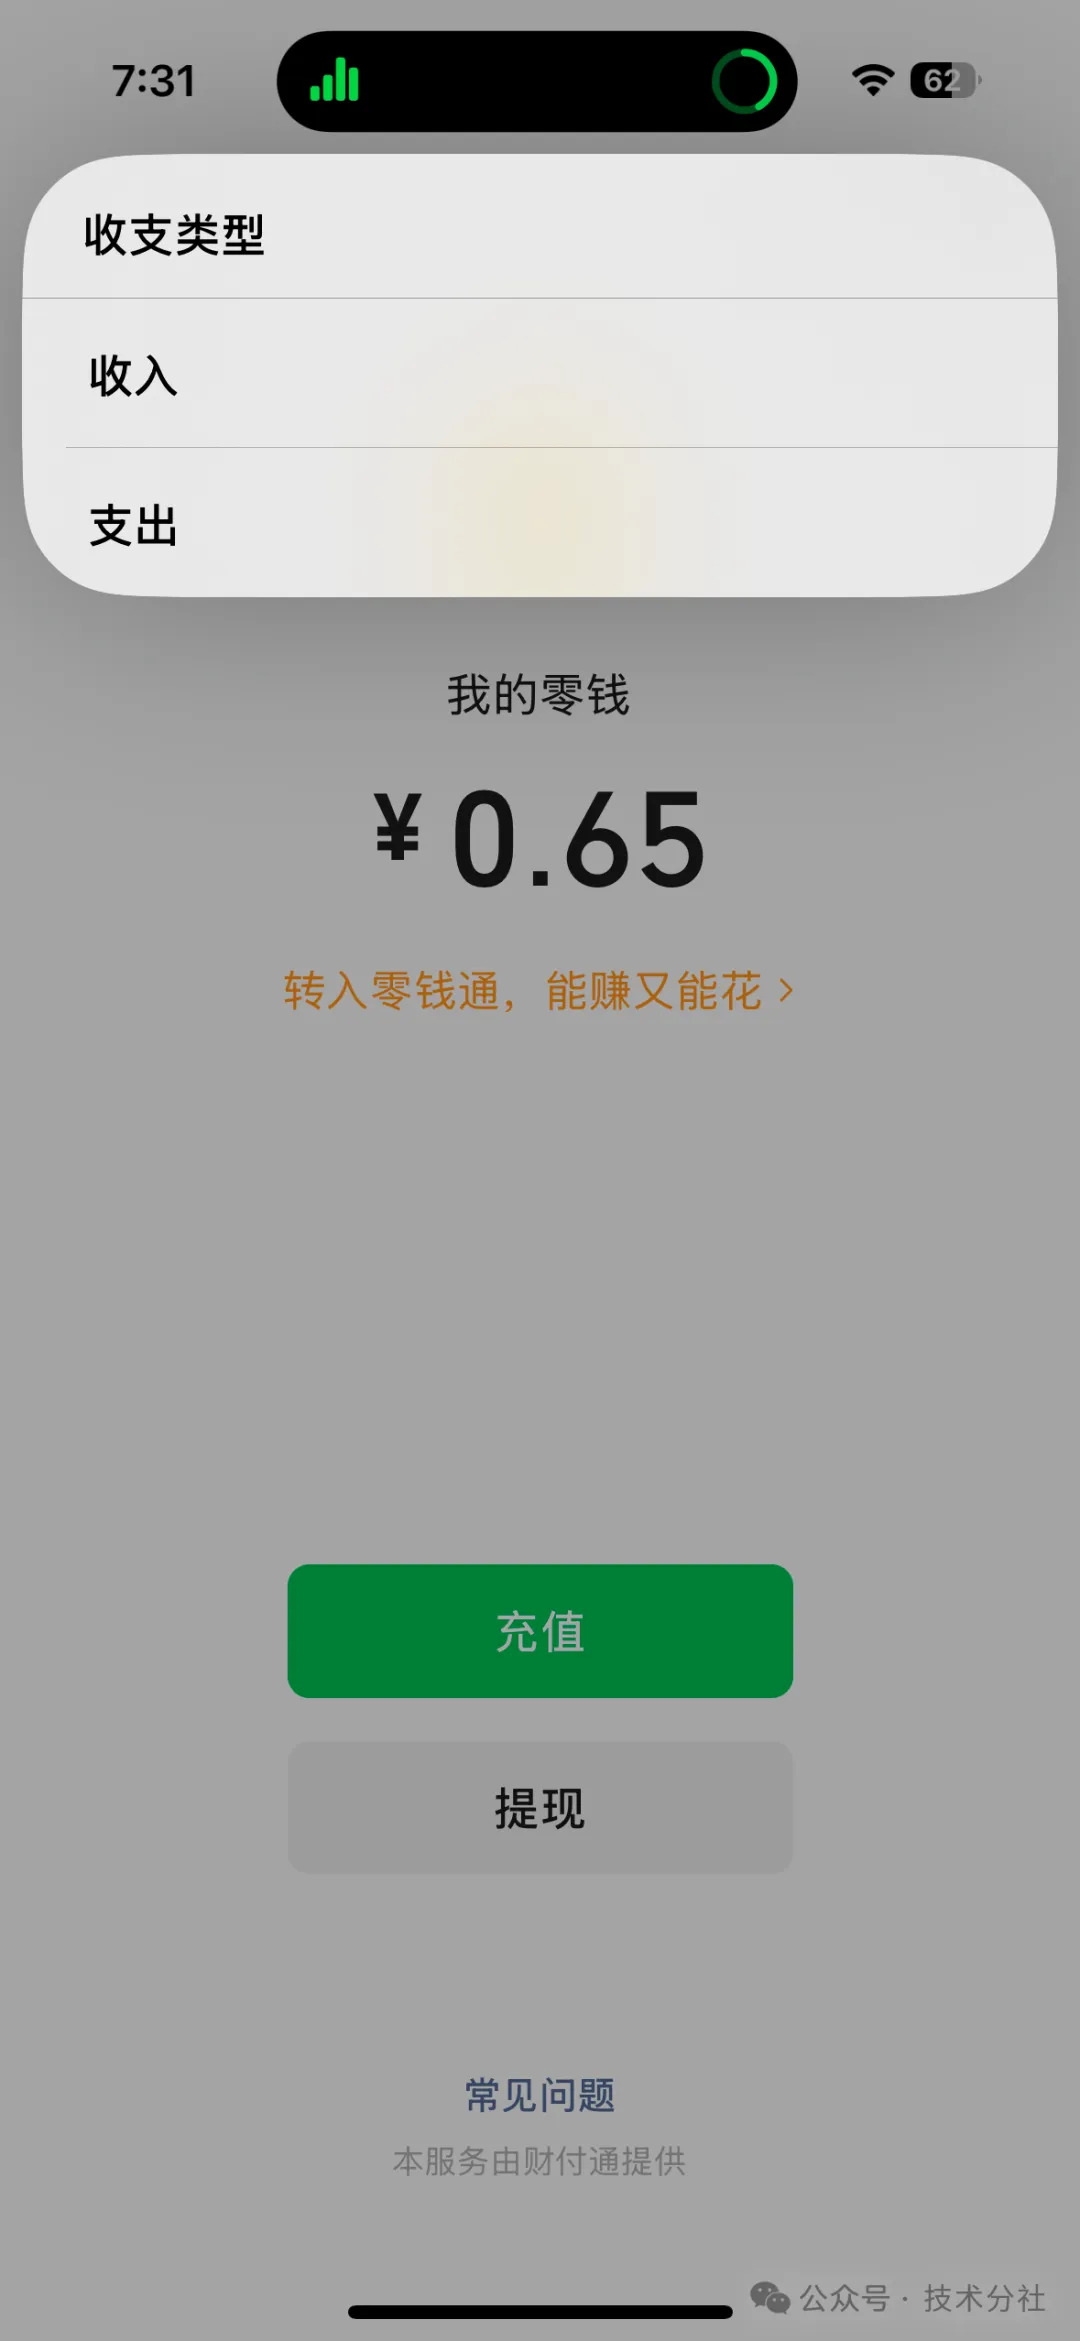 7:31
62
收支类型
收入
支出
我的零钱
¥0.65
转入零钱通，能赚又能花 >
充值
提现
常见问题
本服务由财付通提供
公众号 · 技术分社